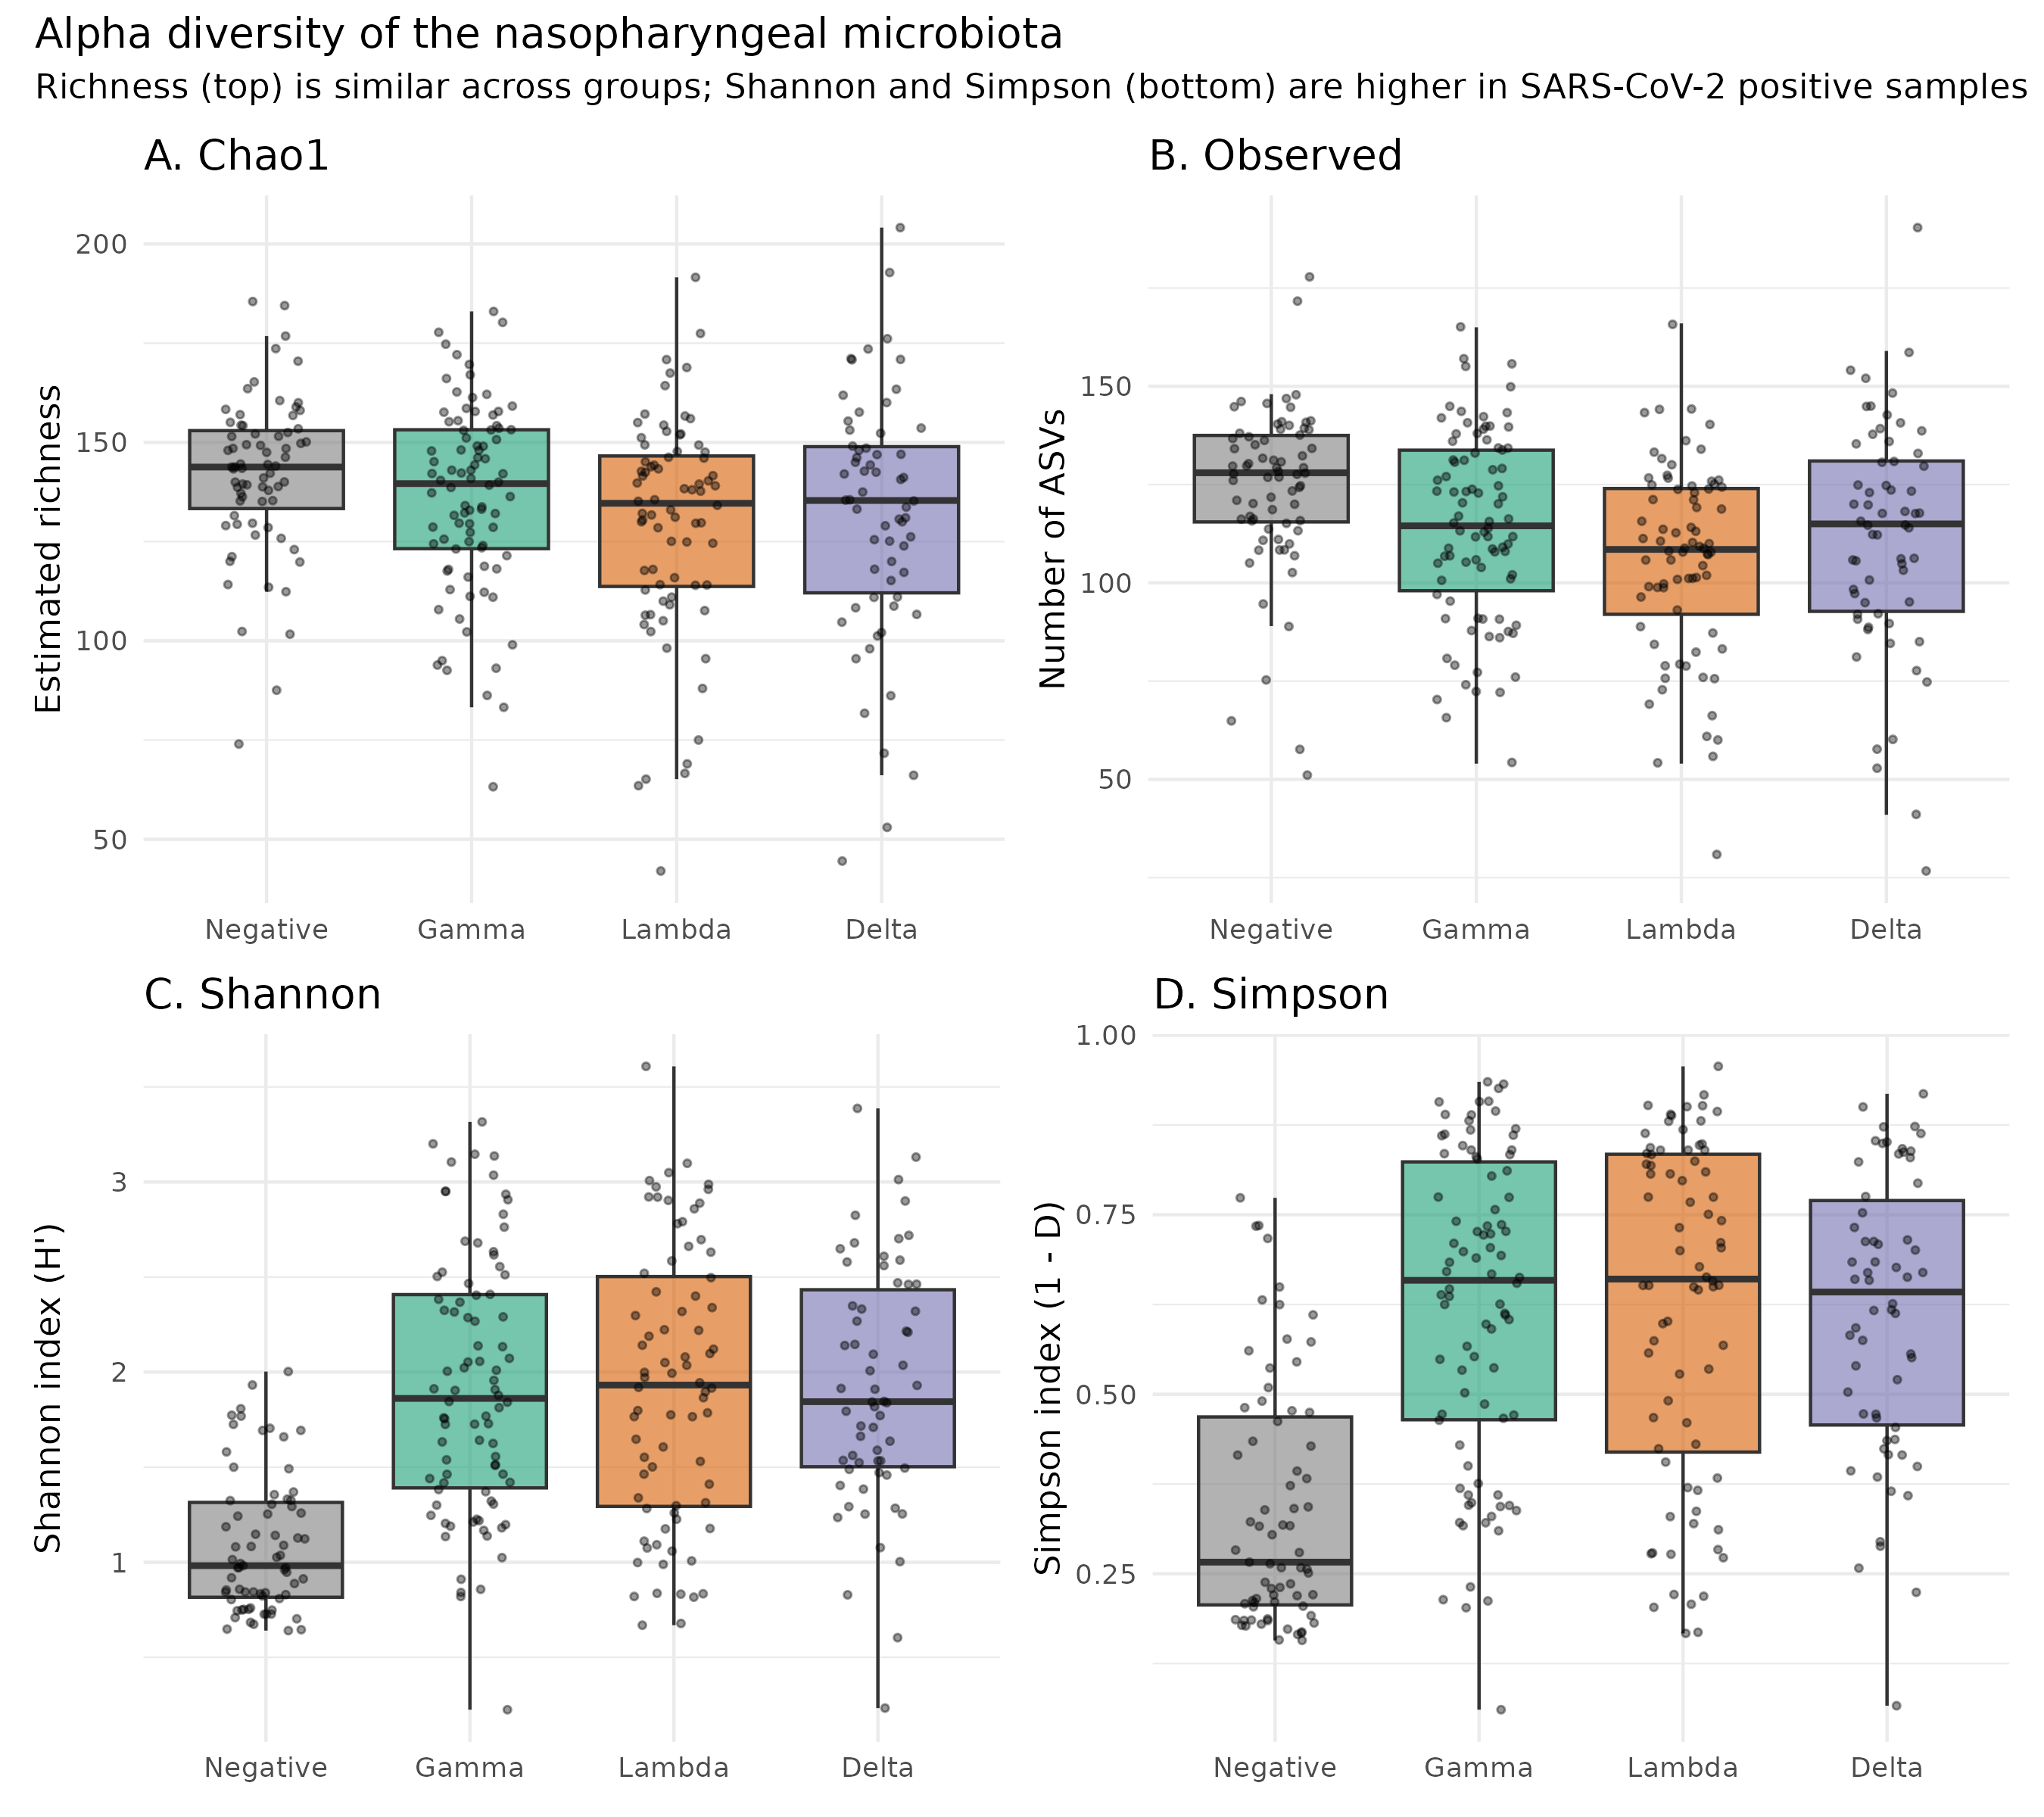 Alpha diversity of the nasopharyngeal microbiota
Richness (top) is similar across groups; Shannon and Simpson (bottom) are higher in SARS-CoV-2 positive samples
A. Chao1
Estimated richness
200
150
100
50
Negative Gamma Lambda Delta
B. Observed
Number of ASVs
150
100
50
Negative Gamma Lambda Delta
C. Shannon
Shannon index (H')
3
2
1
Negative Gamma Lambda Delta
D. Simpson
Simpson index (1 - D)
1.00
0.75
0.50
0.25
Negative Gamma Lambda Delta